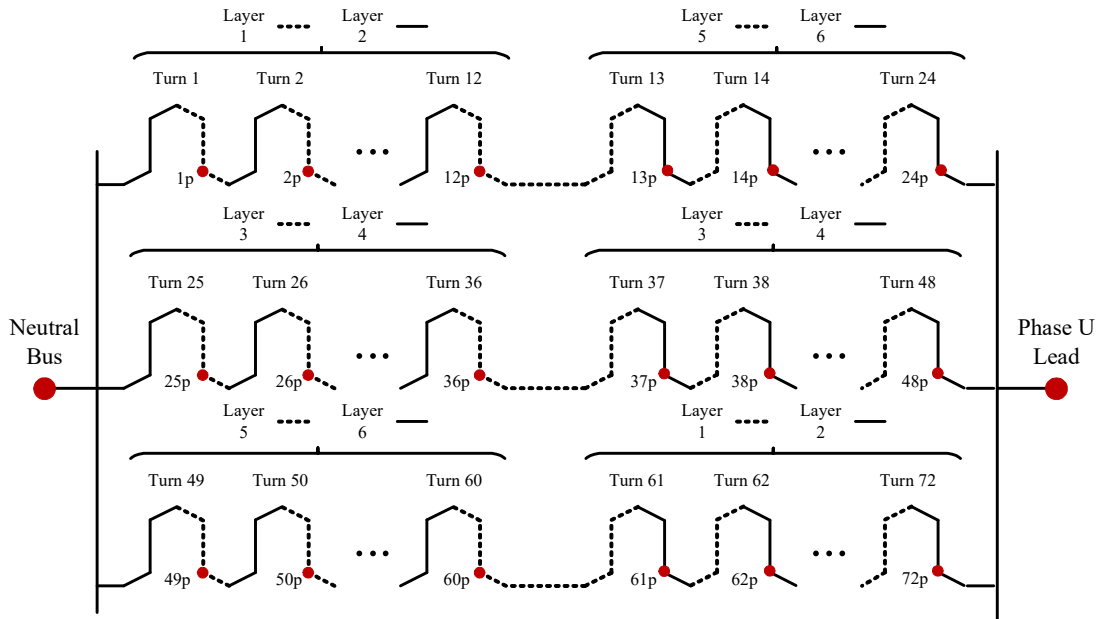 Layer 1 Layer 2
Layer 5 Layer 6
Turn 1 Turn 2 Turn 12 Turn 13 Turn 14 Turn 24
1p 2p ••• 12p 13p 14p ••• 24p
Layer 3 Layer 4
Layer 3 Layer 4
Turn 25 Turn 26 Turn 36 Turn 37 Turn 38 Turn 48
Neutral Bus
Phase U Lead
25p 26p ••• 36p 37p 38p ••• 48p
Layer 5 Layer 6
Layer 1 Layer 2
Turn 49 Turn 50 Turn 60 Turn 61 Turn 62 Turn 72
49p 50p ••• 60p 61p 62p ••• 72p